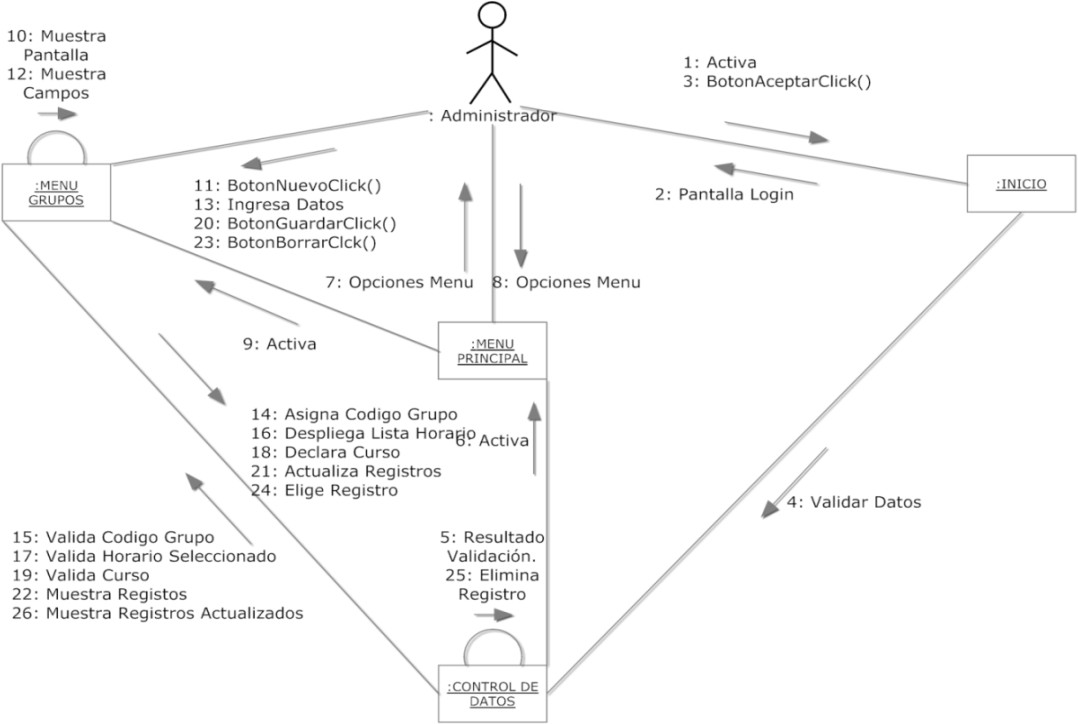 10: Muestra
Pantalla
12: Muestra
Campos
1: Activa
3: BotonAceptarClick()
: Administrador
:MENU
GRUPOS
11: BotonNuevoClick()
13: Ingresa Datos
20: BotonGuardarClick()
23: BotonBorrarClck()
2: Pantalla Login
:INICIO
7: Opciones Menu
8: Opciones Menu
9: Activa
:MENU
PRINCIPAL
14: Asigna Codigo Grupo
16: Despliega Lista Horario
18: Declara Curso
21: Actualiza Registros
24: Elige Registro
6: Activa
4: Validar Datos
15: Valida Codigo Grupo
17: Valida Horario Seleccionado
19: Valida Curso
22: Muestra Registos
26: Muestra Registros Actualizados
5: Resultado
Validación.
25: Elimina
Registro
:CONTROL DE
DATOS